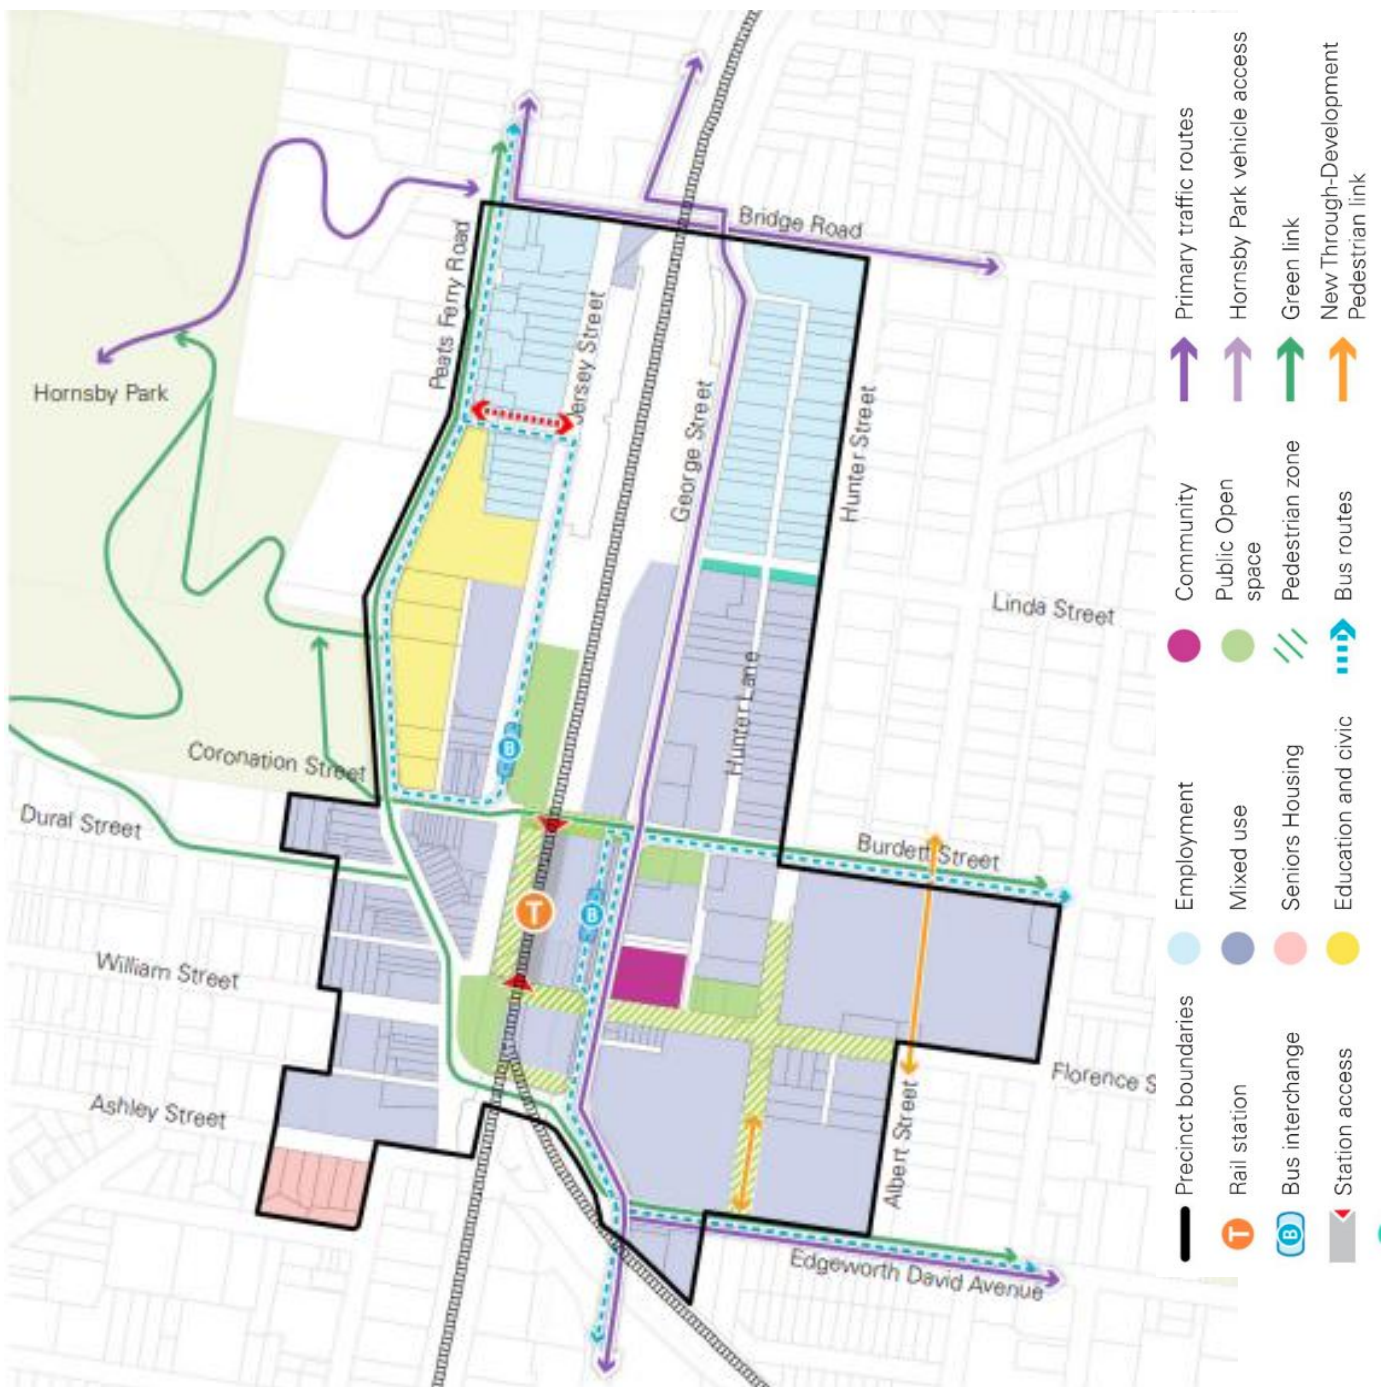 Bridge Road
Peats Ferry Road
Jersey Street
Hornsby Park
George Street
Hunter Street
Linda Street
Hunter Lane
Coronation Street
Dural Street
B
Burdett Street
T
B
William Street
Florence S
Ashley Street
Albert Street
Edgeworth David Avenue
Precinct boundaries
T
Rail station
B
Bus interchange
Station access
Employment
Mixed use
Seniors Housing
Education and civic
Community
Public Open
space
Pedestrian zone
Bus routes
Primary traffic routes
Hornsby Park vehicle access
Green link
New Through-Development
Pedestrian link